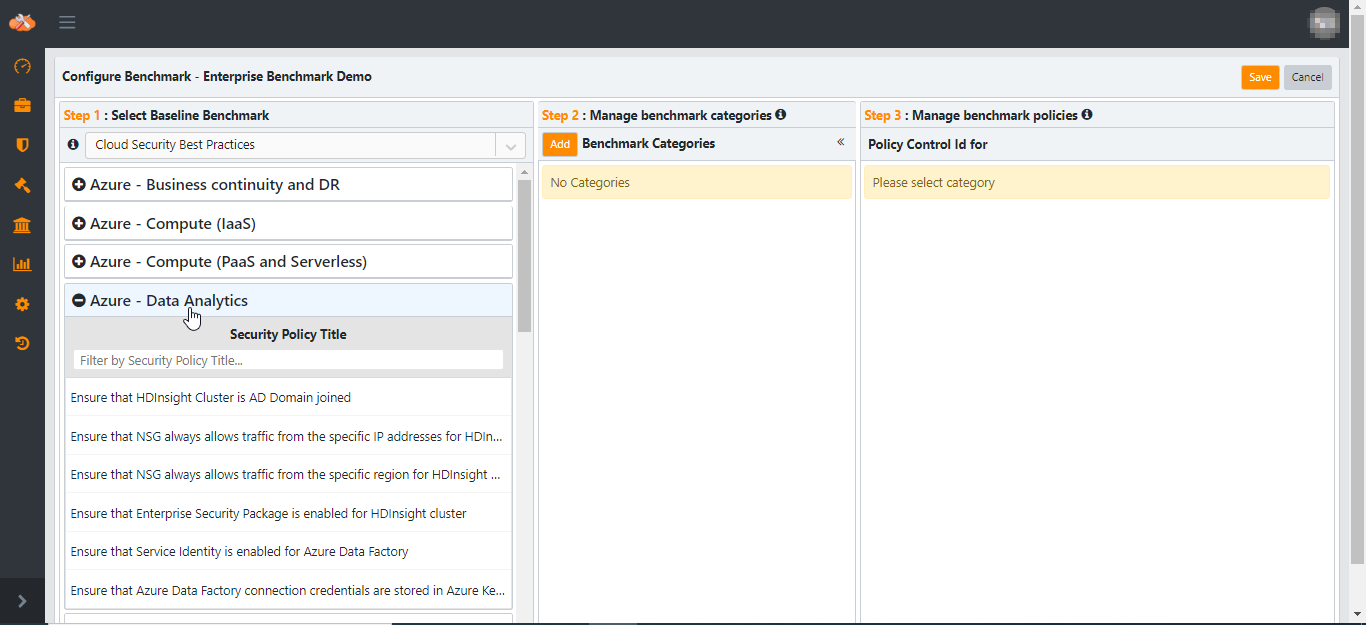 Configure Benchmark - Enterprise Benchmark Demo
Save
Cancel
Step 1 : Select Baseline Benchmark
Cloud Security Best Practices
Azure - Business continuity and DR
Azure - Compute (IaaS)
Azure - Compute (PaaS and Serverless)
Azure - Data Analytics
Security Policy Title
Filter by Security Policy Title...
Ensure that HDInsight Cluster is AD Domain joined
Ensure that NSG always allows traffic from the specific IP addresses for HDIn...
Ensure that NSG always allows traffic from the specific region for HDInsight ...
Ensure that Enterprise Security Package is enabled for HDInsight cluster
Ensure that Service Identity is enabled for Azure Data Factory
Ensure that Azure Data Factory connection credentials are stored in Azure Ke...
Step 2 : Manage benchmark categories
Add
Benchmark Categories
«
No Categories
Step 3 : Manage benchmark policies
Policy Control Id for
Please select category